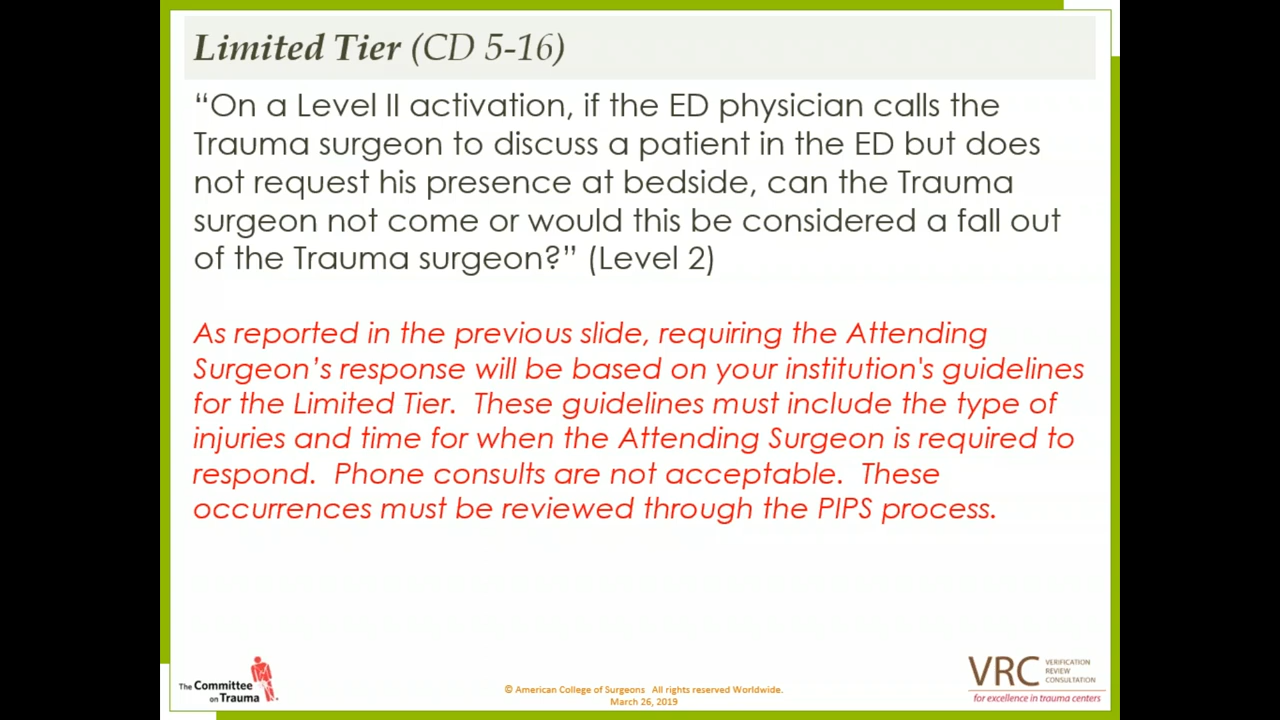 Limited Tier (CD 5-16)
“On a Level II activation, if the ED physician calls the
Trauma surgeon to discuss a patient in the ED but does
not request his presence at bedside, can the Trauma
surgeon not come or would this be considered a fall out
of the Trauma surgeon?” (Level 2)
As reported in the previous slide, requiring the Attending
Surgeon’s response will be based on your institution's guidelines
for the Limited Tier.  These guidelines must include the type of
injuries and time for when the Attending Surgeon is required to
respond.  Phone consults are not acceptable.  These
occurrences must be reviewed through the PIPS process.
The Committee
on Trauma
© American College of Surgeons  All rights reserved Worldwide.
March 26, 2019
VRC
VERIFICATION
REVIEW
CONSULTATION
for excellence in trauma centers